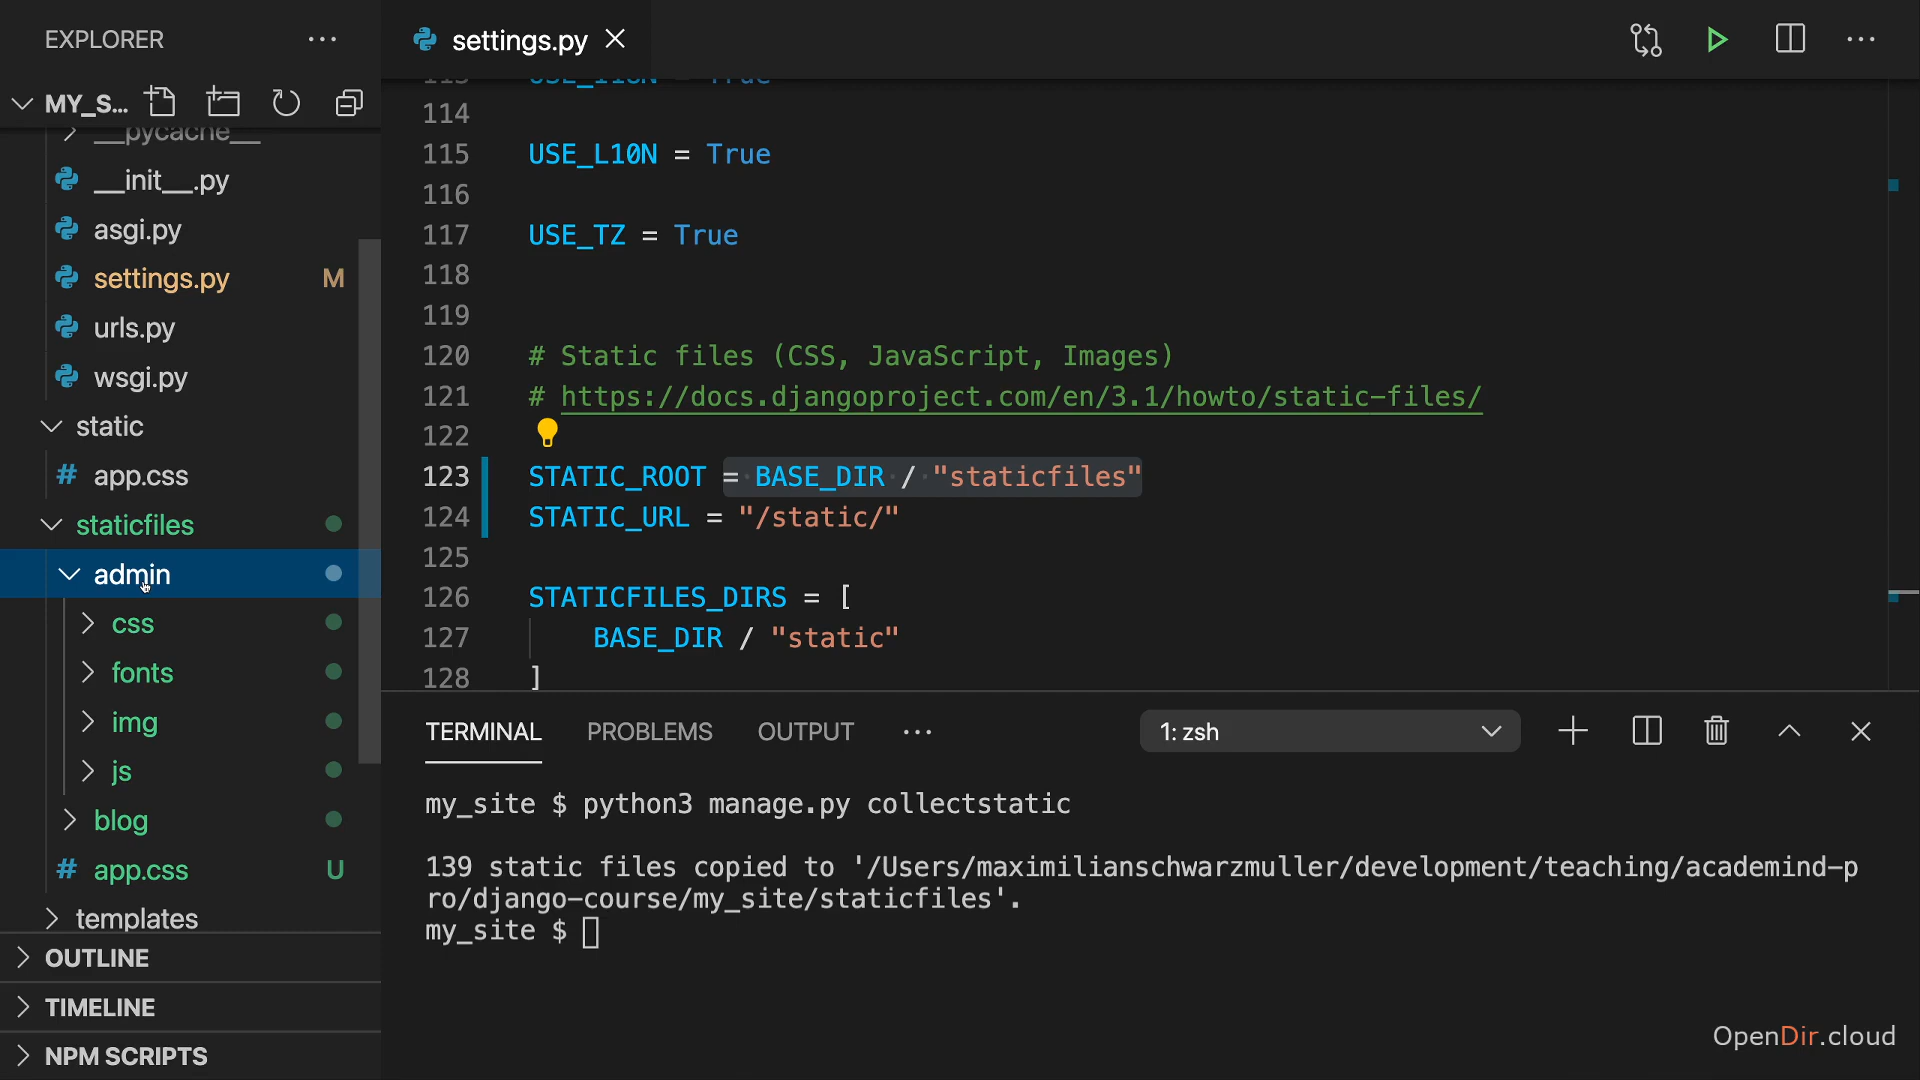 EXPLORER
MY_S...
__pycache__
__init__.py
asgi.py
settings.py M
urls.py
wsgi.py
static
# app.css
staticfiles
admin
css
fonts
img
js
blog
# app.css U
templates
OUTLINE
TIMELINE
NPM SCRIPTS
settings.py
113 USE_I18N = True
114
115 USE_L10N = True
116
117 USE_TZ = True
118
119
120 # Static files (CSS, JavaScript, Images)
121 # https://docs.djangoproject.com/en/3.1/howto/static-files/
122
123 STATIC_ROOT = BASE_DIR / "staticfiles"
124 STATIC_URL = "/static/"
125
126 STATICFILES_DIRS = [
127 BASE_DIR / "static"
128 ]
TERMINAL PROBLEMS OUTPUT 1: zsh
my_site $ python3 manage.py collectstatic
139 static files copied to '/Users/maximilianschwarzmuller/development/teaching/academind-p
ro/django-course/my_site/staticfiles'.
my_site $
OpenDir.cloud